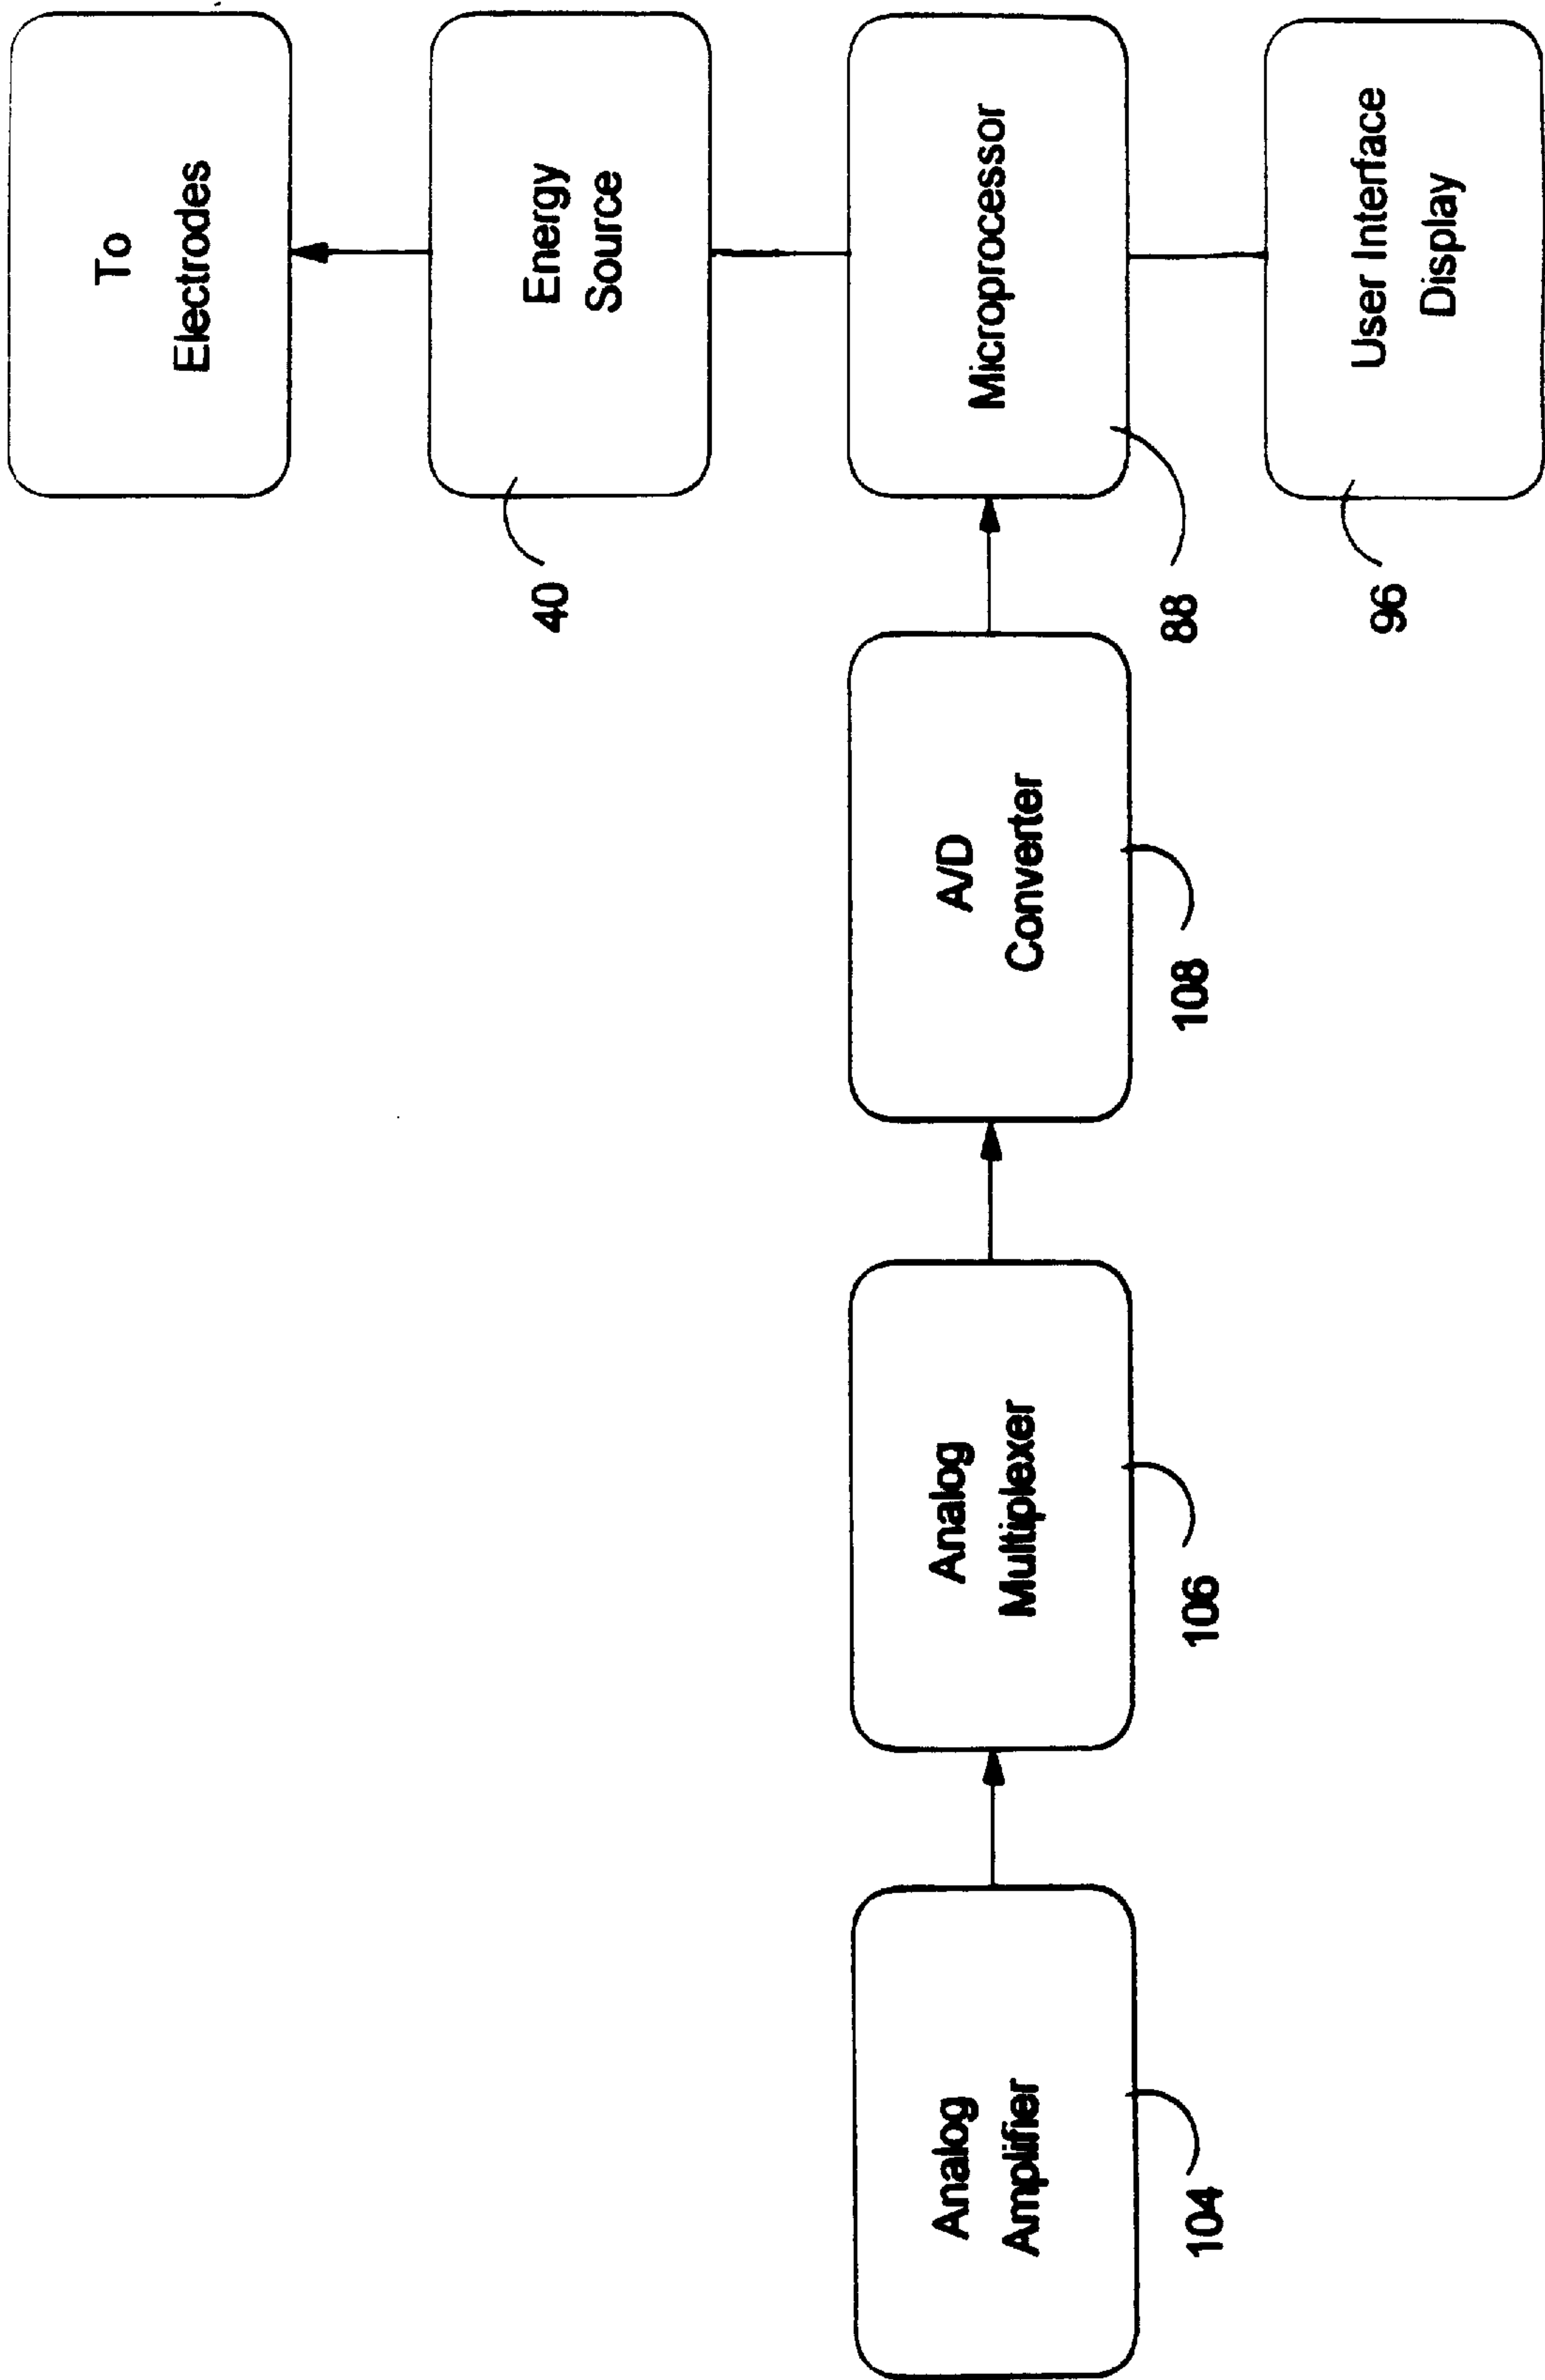 Analog
Amplifier
104
Analog
Multiplexer
106
A/D
Converter
108
To
Electrodes
Energy
Source
40
Microprocessor
88
User Interface
Display
96